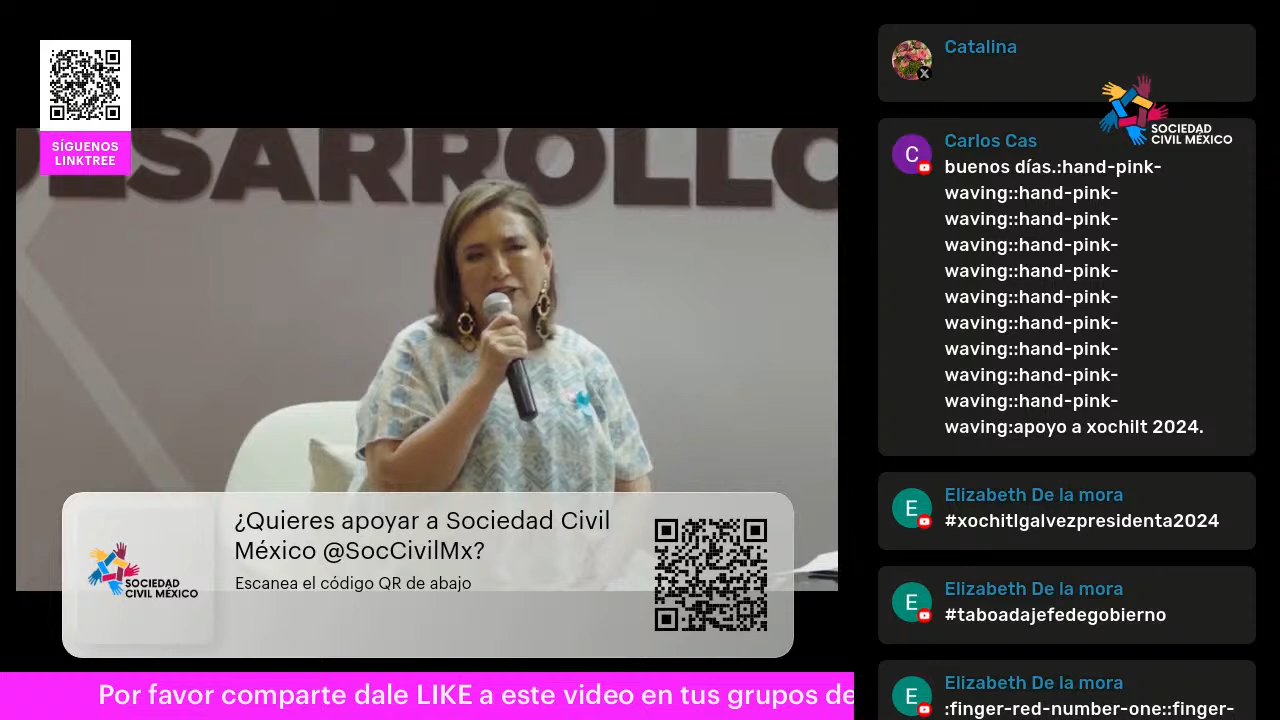 SÍGUENOS
LINKTREE
DESARROLLO
¿Quieres apoyar a Sociedad Civil
México @SocCivilMx?
Escanea el código QR de abajo
SOCIEDAD
CIVIL MÉXICO
Por favor comparte dale LIKE a este video en tus grupos de
Catalina
SOCIEDAD
CIVIL MÉXICO
C
Carlos Cas
buenos días.:hand-pink-
waving::hand-pink-
waving::hand-pink-
waving::hand-pink-
waving::hand-pink-
waving::hand-pink-
waving::hand-pink-
waving::hand-pink-
waving::hand-pink-
waving::hand-pink-
waving:apoyo a xochilt 2024.
E
Elizabeth De la mora
#xochitlgalvezpresidenta2024
E
Elizabeth De la mora
#taboadajefedegobierno
E
Elizabeth De la mora
:finger-red-number-one::finger-